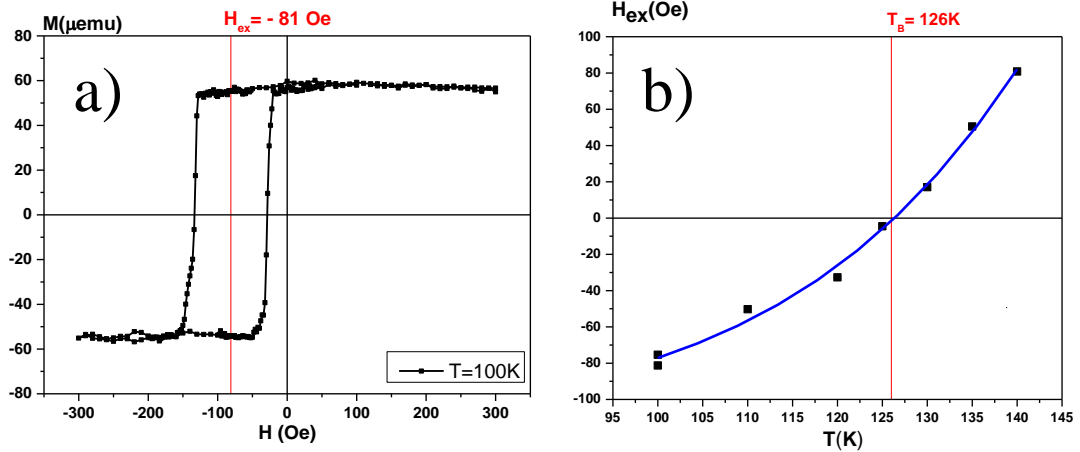 M(µemu)
H_ex = - 81 Oe
a)
80
60
40
20
0
-20
-40
-60
-80
T=100K
-300 -200 -100 0 100 200 300
H (Oe)
H_ex(Oe)
T_B = 126K
b)
100
80
60
40
20
0
-20
-40
-60
-80
-100
95 100 105 110 115 120 125 130 135 140 145
T(K)